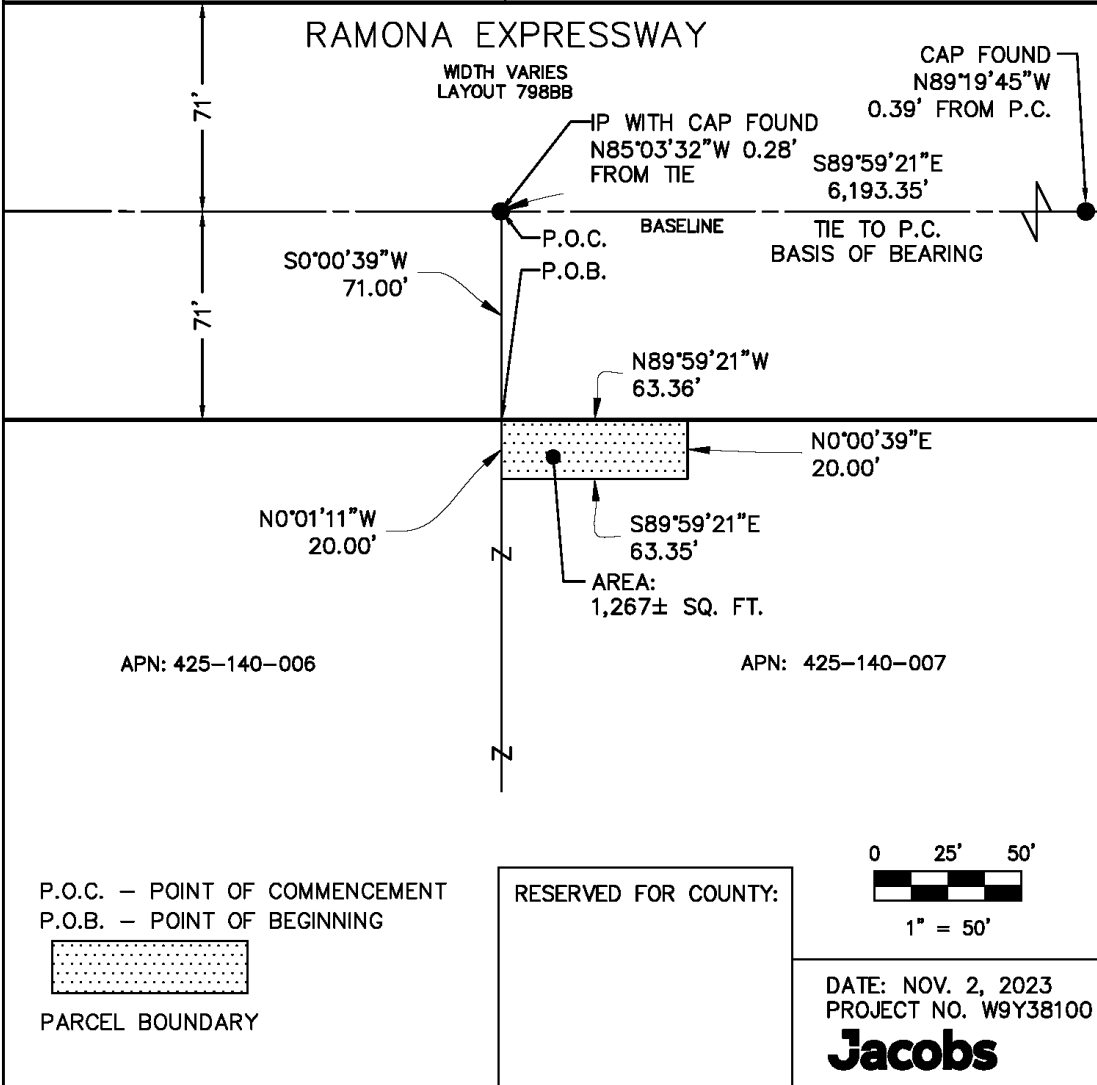 RAMONA EXPRESSWAY
WIDTH VARIES
LAYOUT 798BB
CAP FOUND
N89°19'45"W
0.39' FROM P.C.
71'
IP WITH CAP FOUND
N85°03'32"W 0.28'
FROM TIE
S89°59'21"E
6,193.35'
BASELINE
TIE TO P.C.
BASIS OF BEARING
P.O.C.
P.O.B.
S0°00'39"W
71.00'
71'
N89°59'21"W
63.36'
N0°00'39"E
20.00'
N0°01'11"W
20.00'
S89°59'21"E
63.35'
AREA:
1,267± SQ. FT.
APN: 425-140-006
APN: 425-140-007
P.O.C. - POINT OF COMMENCEMENT
P.O.B. - POINT OF BEGINNING
PARCEL BOUNDARY
RESERVED FOR COUNTY:
0 25' 50'
1" = 50'
DATE: NOV. 2, 2023
PROJECT NO. W9Y38100
Jacobs